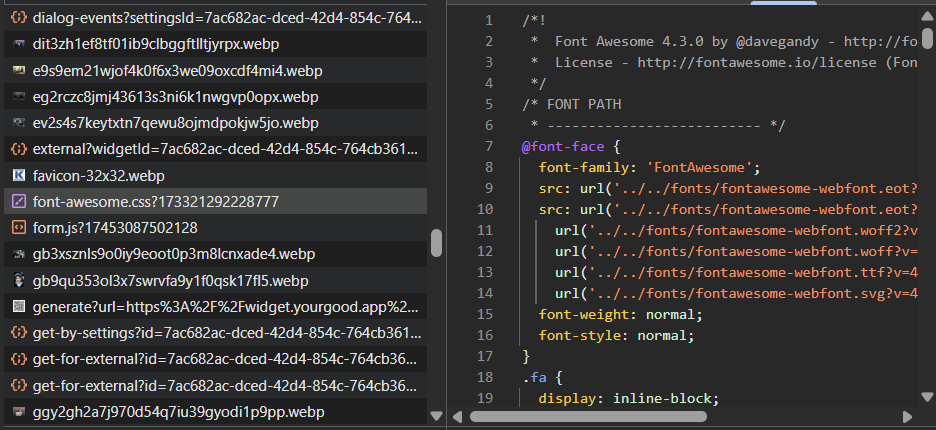 dialog-events?settingsId=7ac682ac-dced-42d4-854c-764...
dit3zh1ef8tf01ib9clbggftlltjyrpx.webp
e9s9em21wjof4k0f6x3we09oxcdf4mi4.webp
eg2rczc8jmj43613s3ni6k1nwgvp0opx.webp
ev2s4s7keytxtn7qewu8ojmdpokjw5jo.webp
external?widgetId=7ac682ac-dced-42d4-854c-764cb361...
favicon-32x32.webp
font-awesome.css?173321292228777
form.js?17453087502128
gb3xsznls9o0iy9eoot0p3m8lcnxade4.webp
gb9qu353ol3x7swrvfa9y1f0qsk17fl5.webp
generate?url=https%3A%2F%2Fwidget.yourgood.app%2...
get-by-settings?id=7ac682ac-dced-42d4-854c-764cb361...
get-for-external?id=7ac682ac-dced-42d4-854c-764cb36...
get-for-external?id=7ac682ac-dced-42d4-854c-764cb36...
ggy2gh2a7j970d54q7iu39gyodi1p9pp.webp
1 /*!
2  *  Font Awesome 4.3.0 by @davegandy - http://fo
3  *  License - http://fontawesome.io/license (Fon
4  */
5 /* FONT PATH
6  * -------------------------- */
7 @font-face {
8   font-family: 'FontAwesome';
9   src: url('../../fonts/fontawesome-webfont.eot?
10   src: url('../../fonts/fontawesome-webfont.eot?
11     url('../../fonts/fontawesome-webfont.woff2?v
12     url('../../fonts/fontawesome-webfont.woff?v=
13     url('../../fonts/fontawesome-webfont.ttf?v=4
14     url('../../fonts/fontawesome-webfont.svg?v=4
15   font-weight: normal;
16   font-style: normal;
17 }
18 .fa {
19   display: inline-block;